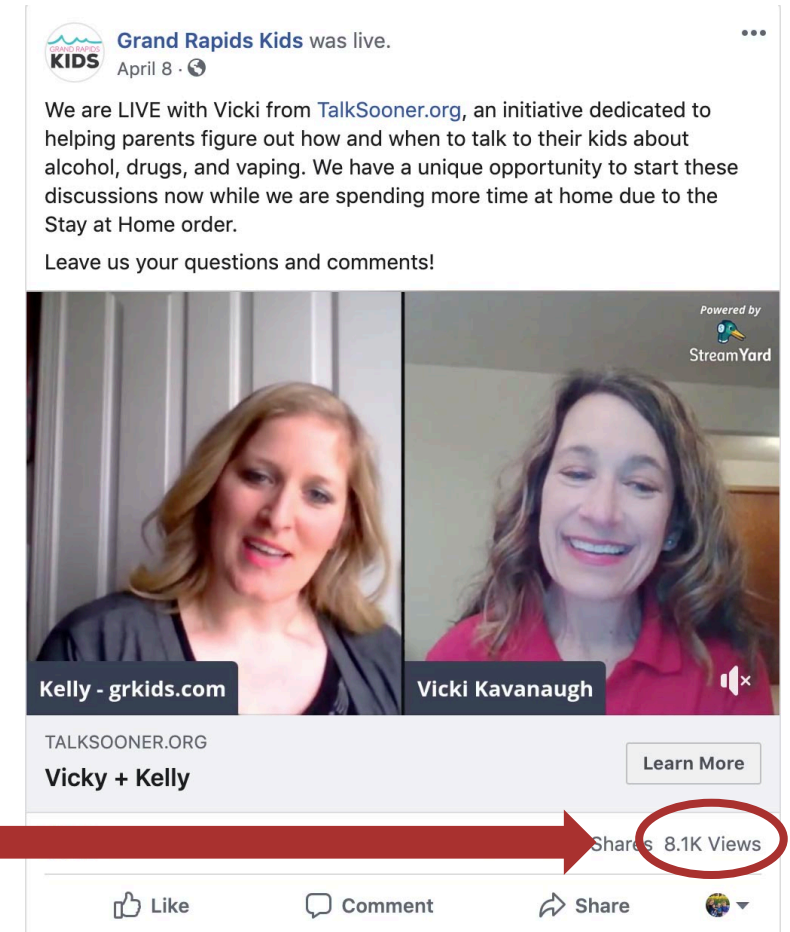 GRAND RAPIDS
KIDS
Grand Rapids Kids was live.
April 8 ·
We are LIVE with Vicki from TalkSooner.org, an initiative dedicated to
helping parents figure out how and when to talk to their kids about
alcohol, drugs, and vaping. We have a unique opportunity to start these
discussions now while we are spending more time at home due to the
Stay at Home order.
Leave us your questions and comments!
Powered by
StreamYard
Kelly - grkids.com
Vicki Kavanaugh
TALKSOONER.ORG
Vicky + Kelly
Learn More
Shares 8.1K Views
Like
Comment
Share